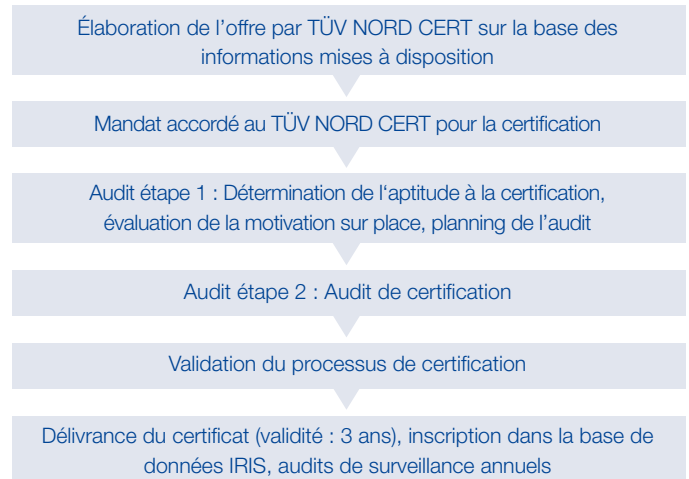 Élaboration de l’offre par TÜV NORD CERT sur la base des
informations mises à disposition
Mandat accordé au TÜV NORD CERT pour la certification
Audit étape 1 : Détermination de l‘aptitude à la certification,
évaluation de la motivation sur place, planning de l’audit
Audit étape 2 : Audit de certification
Validation du processus de certification
Délivrance du certificat (validité : 3 ans), inscription dans la base de
données IRIS, audits de surveillance annuels